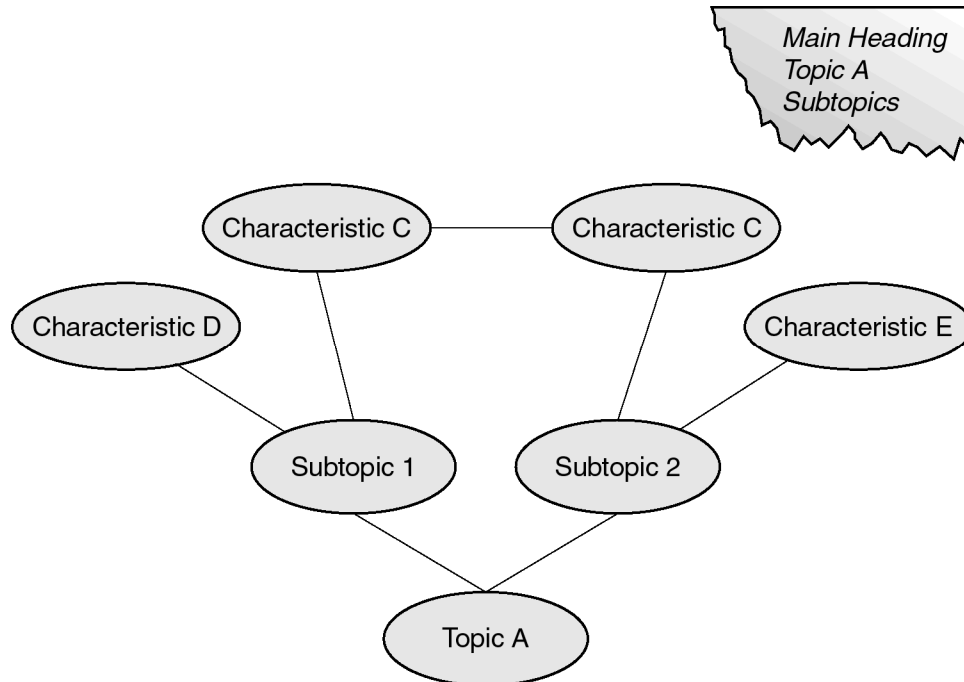 Main Heading
Topic A
Subtopics
Characteristic C
Characteristic C
Characteristic D
Characteristic E
Subtopic 1
Subtopic 2
Topic A